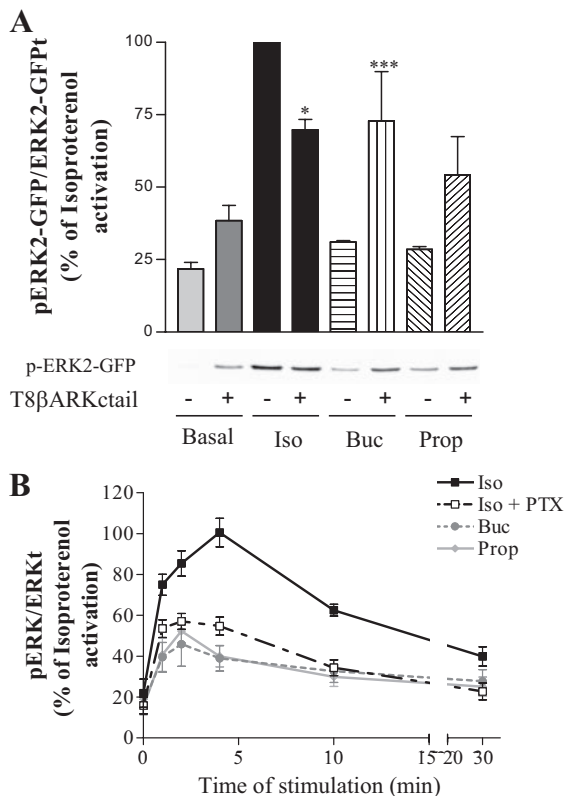 A
pERK2-GFP/ERK2-GFPt
(% of Isoproterenol
activation)
100
75
50
25
0
*
***
p-ERK2-GFP
T8βARKctail
- + - + - + - +
Basal Iso Buc Prop
B
pERK/ERKt
(% of Isoproterenol
activation)
120
100
80
60
40
20
0
Iso
Iso + PTX
Buc
Prop
0 5 10 15 20 30
Time of stimulation (min)